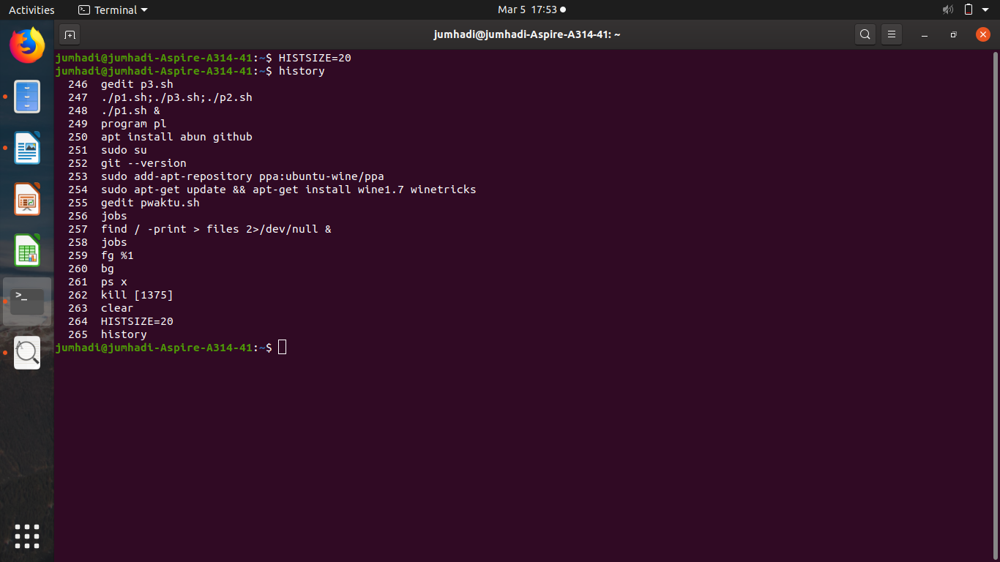 Activities Terminal Mar 5 17:53
jumhadi@jumhadi-Aspire-A314-41: ~
jumhadi@jumhadi-Aspire-A314-41:~$ HISTSIZE=20
jumhadi@jumhadi-Aspire-A314-41:~$ history
246 gedit p3.sh
247 ./p1.sh;./p3.sh;./p2.sh
248 ./p1.sh &
249 program pl
250 apt install abun github
251 sudo su
252 git --version
253 sudo add-apt-repository ppa:ubuntu-wine/ppa
254 sudo apt-get update && apt-get install wine1.7 winetricks
255 gedit pwaktu.sh
256 jobs
257 find / -print > files 2>/dev/null &
258 jobs
259 fg %1
260 bg
261 ps x
262 kill [1375]
263 clear
264 HISTSIZE=20
265 history
jumhadi@jumhadi-Aspire-A314-41:~$